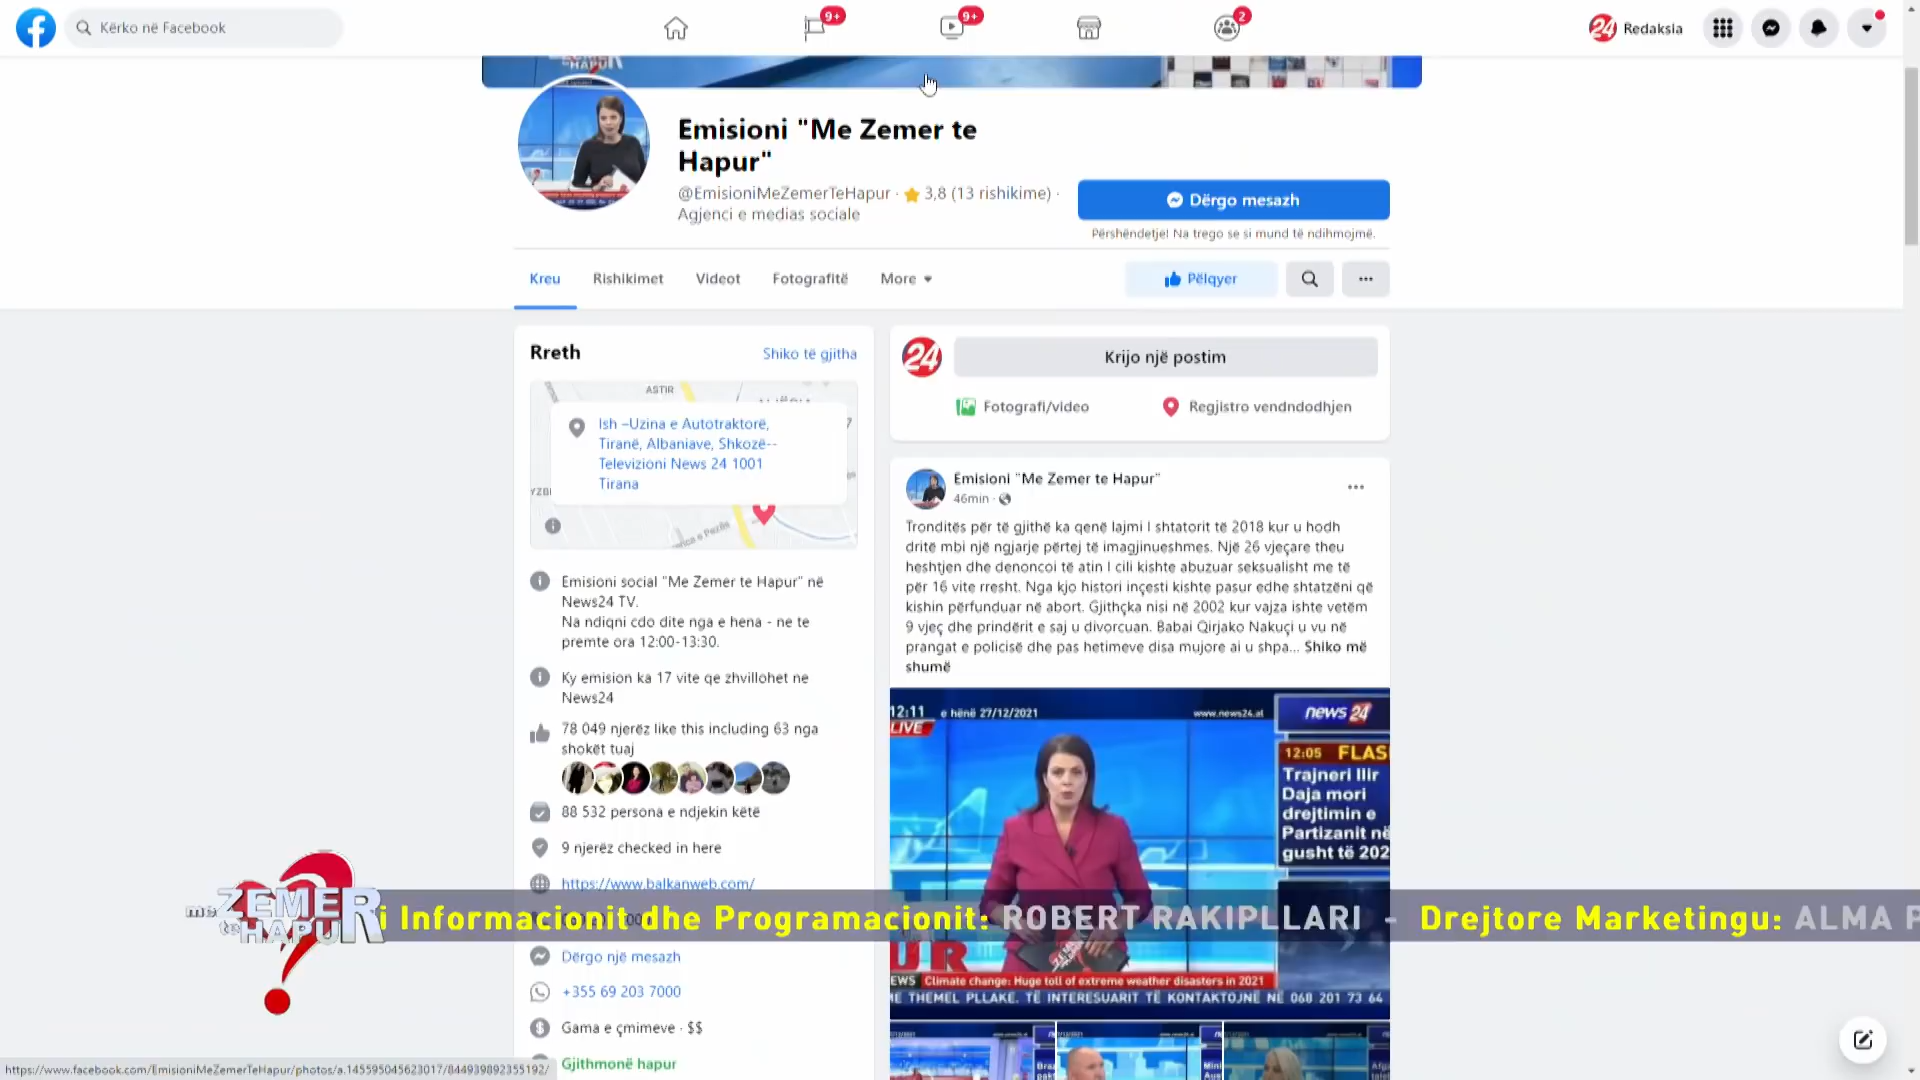 Kërko në Facebook
9+
9+
2
24
Redaksia
Emisioni "Me Zemer te
Hapur"
@EmisioniMeZemerTeHapur · 3,8 (13 rishikime) ·
Agjenci e medias sociale
Dërgo mesazh
Përshëndetje! Na trego se si mund të ndihmojmë.
Kreu
Rishikimet
Videot
Fotografitë
More
Pëlqyer
Rreth
Shiko të gjitha
ASTIR
Ish –Uzina e Autotraktorë,
Tiranë, Albaniave, Shkozë--
Televizioni News 24 1001
Tirana
Emisioni social "Me Zemer te Hapur" në
News24 TV.
Na ndiqni cdo dite nga e hena - ne te
premte ora 12:00-13:30.
Ky emision ka 17 vite qe zhvillohet ne
News24
78 049 njerëz like this including 63 nga
shokët tuaj
88 532 persona e ndjekin këtë
9 njerëz checked in here
https://www.balkanweb.com/
Dërgo një mesazh
+355 69 203 7000
Gama e çmimeve · $$
Gjithmonë hapur
24
Krijo një postim
Fotografi/video
Regjistro vendndodhjen
Emisioni "Me Zemer te Hapur"
46min ·
Tronditës për të gjithë ka qenë lajmi I shtatorit të 2018 kur u hodh
dritë mbi një ngjarje përtej të imagjinueshmes. Një 26 vjeçare theu
heshtjen dhe denoncoi të atin I cili kishte abuzuar seksualisht me të
për 16 vite rresht. Nga kjo histori inçesti kishte pasur edhe shtatzëni që
kishin përfunduar në abort. Gjithçka nisi në 2002 kur vajza ishte vetëm
9 vjeç dhe prindërit e saj u divorcuan. Babai Qirjako Nakuçi u vu në
prangat e policisë dhe pas hetimeve disa mujore ai u shpa... Shiko më
shumë
12:11 e hënë 27/12/2021
www.news24.al
LIVE
news 24
12:05 FLAS
Trajneri Ilir
Daja mori
drejtimin e
Partizanit në
gusht të 202
EWS Climate change: Huge toll of extreme weather disasters in 2021
E THEMEL PLLAKE. TË INTERESUARIT TË KONTAKTOJNË NË 068 201 73 64
me ZEMER te HAPUR
i Informacionit dhe Programacionit: ROBERT RAKIPLLARI - Drejtore Marketingu: ALMA P
https://www.facebook.com/EmisioniMeZemerTeHapur/photos/a.145595045623017/844939892355192/